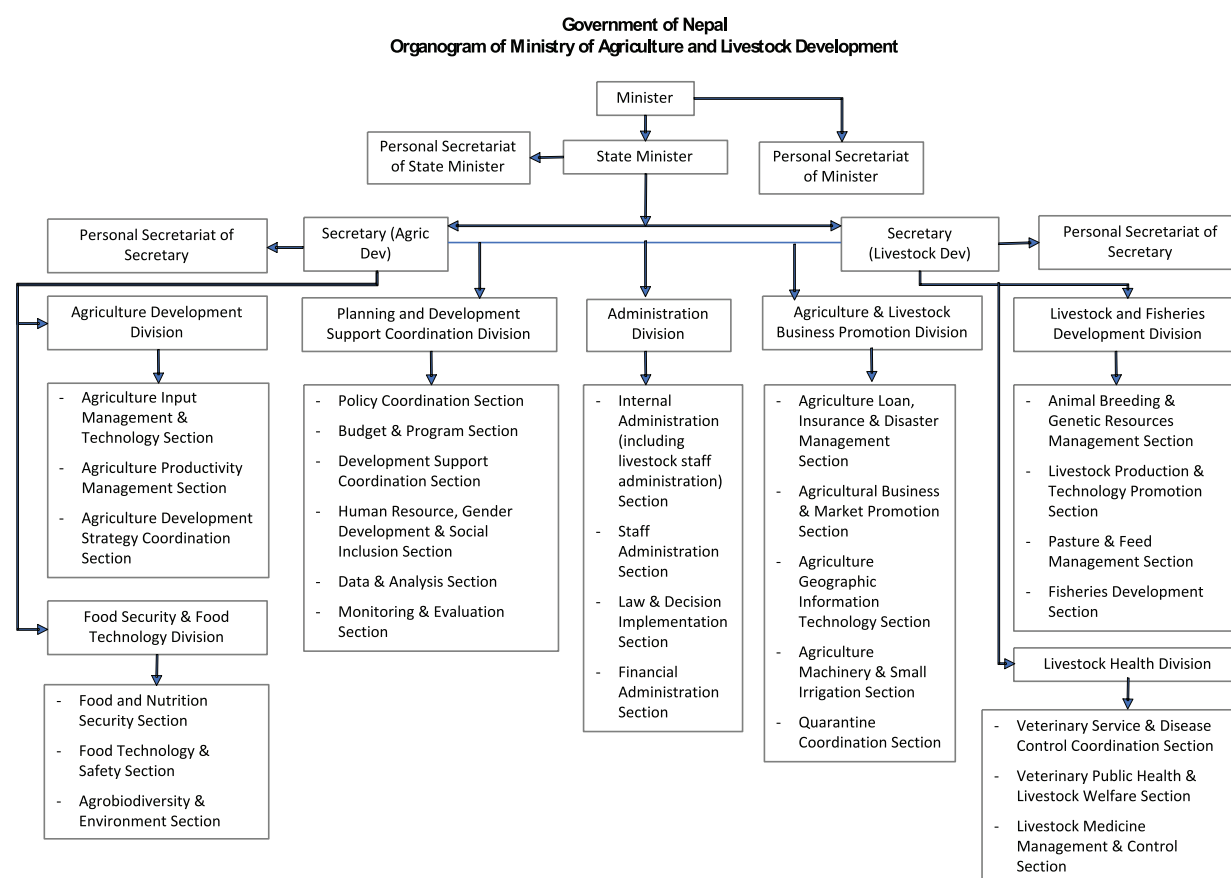 Government of Nepal
Organogram of Ministry of Agriculture and Livestock Development
Minister
Personal Secretariat
of State Minister
State Minister
Personal Secretariat
of Minister
Personal Secretariat of
Secretary
Secretary (Agric
Dev)
Secretary
(Livestock Dev)
Personal Secretariat of
Secretary
Agriculture Development
Division
Planning and Development
Support Coordination Division
Administration
Division
Agriculture & Livestock
Business Promotion Division
Livestock and Fisheries
Development Division
- Agriculture Input
Management &
Technology Section
- Agriculture Productivity
Management Section
- Agriculture Development
Strategy Coordination
Section
- Policy Coordination Section
- Budget & Program Section
- Development Support
Coordination Section
- Human Resource, Gender
Development & Social
Inclusion Section
- Data & Analysis Section
- Monitoring & Evaluation
Section
- Internal
Administration
(including
livestock staff
administration)
Section
- Staff
Administration
Section
- Law & Decision
Implementation
Section
- Financial
Administration
Section
- Agriculture Loan,
Insurance & Disaster
Management
Section
- Agricultural Business
& Market Promotion
Section
- Agriculture
Geographic
Information
Technology Section
- Agriculture
Machinery & Small
Irrigation Section
- Quarantine
Coordination Section
- Animal Breeding &
Genetic Resources
Management Section
- Livestock Production &
Technology Promotion
Section
- Pasture & Feed
Management Section
- Fisheries Development
Section
Food Security & Food
Technology Division
- Food and Nutrition
Security Section
- Food Technology &
Safety Section
- Agrobiodiversity &
Environment Section
Livestock Health Division
- Veterinary Service & Disease
Control Coordination Section
- Veterinary Public Health &
Livestock Welfare Section
- Livestock Medicine
Management & Control
Section